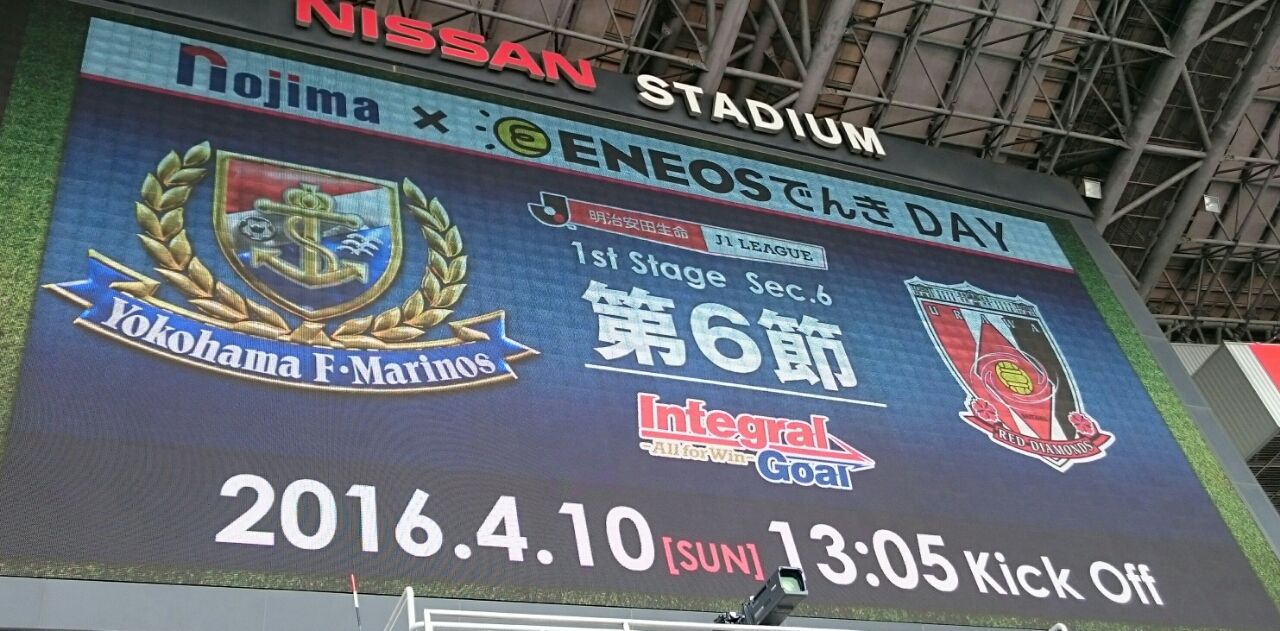 NISSAN STADIUM
nojima × ENEOSでんき DAY
明治安田生命 J1 LEAGUE
1st Stage Sec.6
第6節
Yokohama F·Marinos
URAWA
RED DIAMONDS
Integral
-All for Win-
Goal
2016.4.10[SUN] 13:05 Kick Off